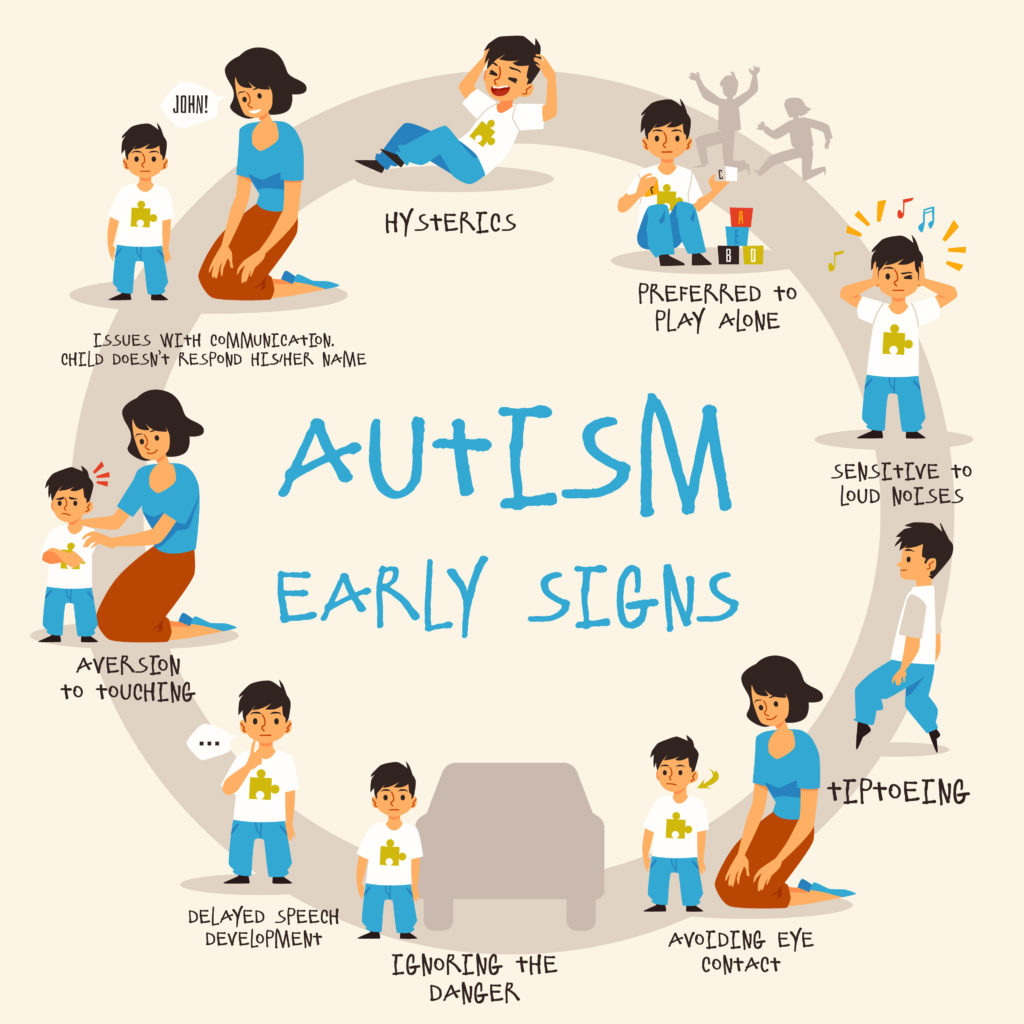 JOHN!
HYSTERICS
C
F
A
E
B D
PREFERRED TO
PLAY ALONE
ISSUES WITH COMMUNICATION.
CHILD DOESN'T RESPOND HIS/HER NAME
SENSITIVE TO
LOUD NOISES
AUTISM
EARLY SIGNS
AVERSION
TO TOUCHING
...
TIPTOEING
DELAYED SPEECH
DEVELOPMENT
AVOIDING EYE
CONTACT
IGNORING THE
DANGER